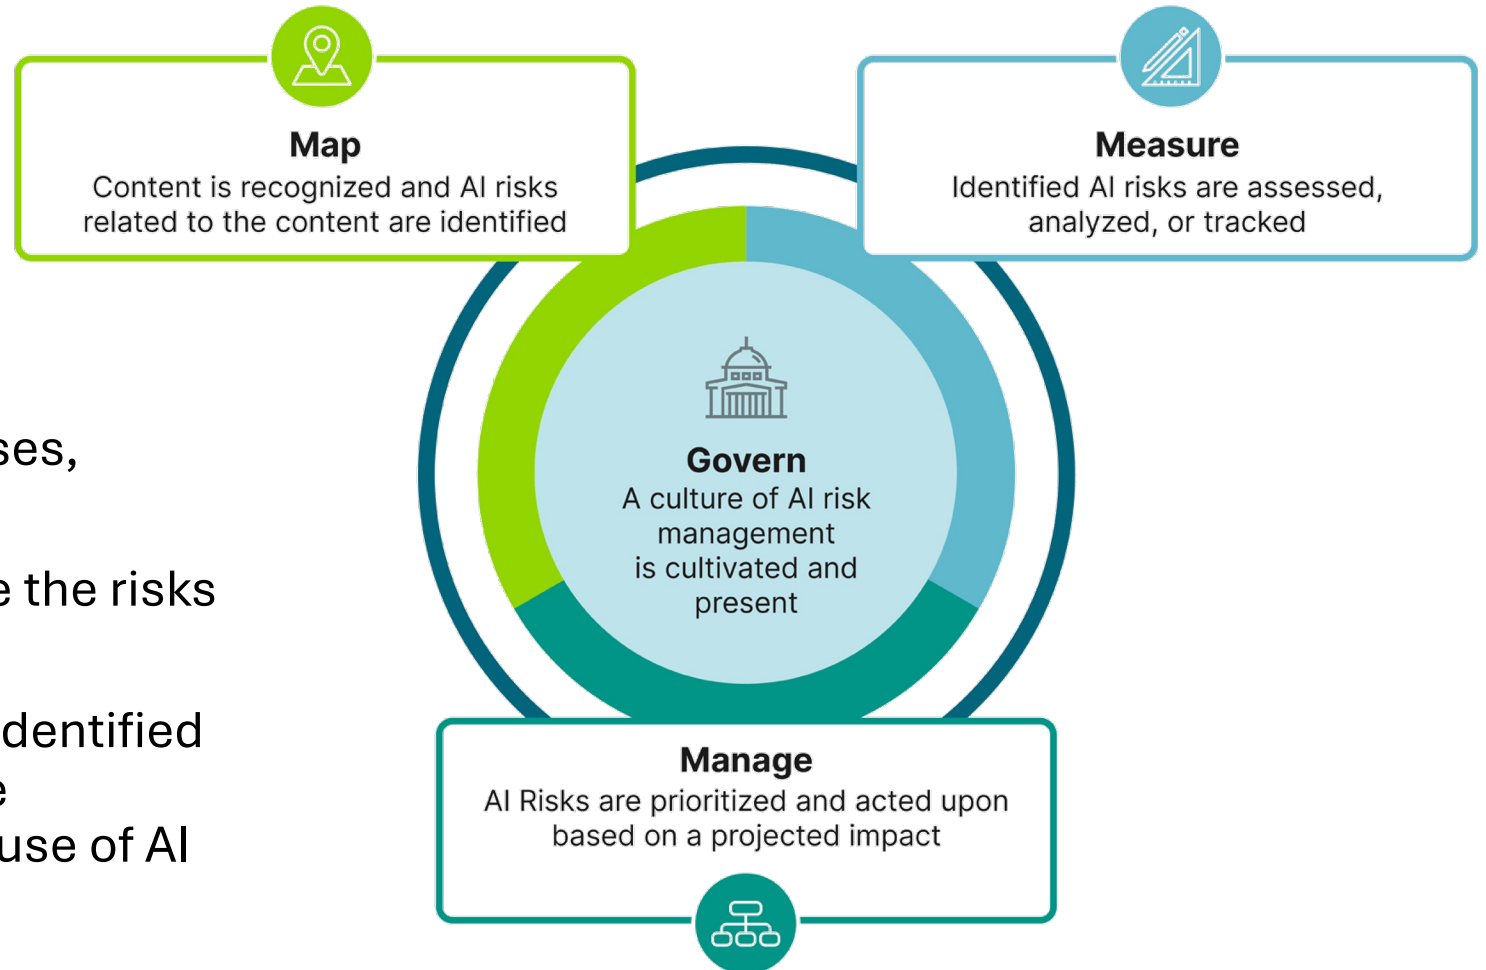 Map
Content is recognized and AI risks
related to the content are identified
Measure
Identified AI risks are assessed,
analyzed, or tracked
Govern
A culture of AI risk
management
is cultivated and
present
Manage
AI Risks are prioritized and acted upon
based on a projected impact
ses,
e the risks
dentified
e
use of AI